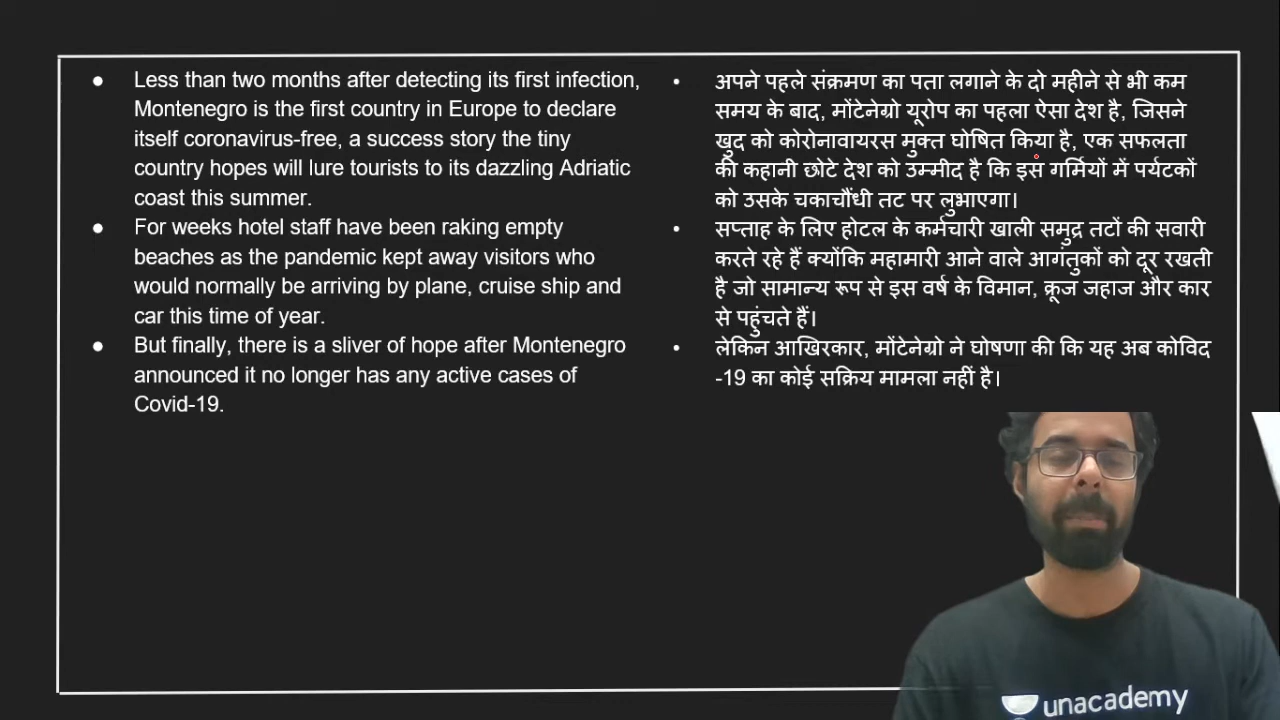 Less than two months after detecting its first infection,
Montenegro is the first country in Europe to declare
itself coronavirus-free, a success story the tiny
country hopes will lure tourists to its dazzling Adriatic
coast this summer.
For weeks hotel staff have been raking empty
beaches as the pandemic kept away visitors who
would normally be arriving by plane, cruise ship and
car this time of year.
But finally, there is a sliver of hope after Montenegro
announced it no longer has any active cases of
Covid-19.
अपने पहले संक्रमण का पता लगाने के दो महीने से भी कम
समय के बाद, मोंटेनेग्रो यूरोप का पहला ऐसा देश है, जिसने
खुद को कोरोनावायरस मुक्त घोषित किया है, एक सफलता
की कहानी छोटे देश को उम्मीद है कि इस गर्मियों में पर्यटकों
को उसके चकाचौंधी तट पर लुभाएगा।
सप्ताह के लिए होटल के कर्मचारी खाली समुद्र तटों की सवारी
करते रहे हैं क्योंकि महामारी आने वाले आगंतुकों को दूर रखती
है जो सामान्य रूप से इस वर्ष के विमान, क्रूज जहाज और कार
से पहुंचते हैं।
लेकिन आखिरकार, मोंटेनेग्रो ने घोषणा की कि यह अब कोविद
-19 का कोई सक्रिय मामला नहीं है।
unacademy